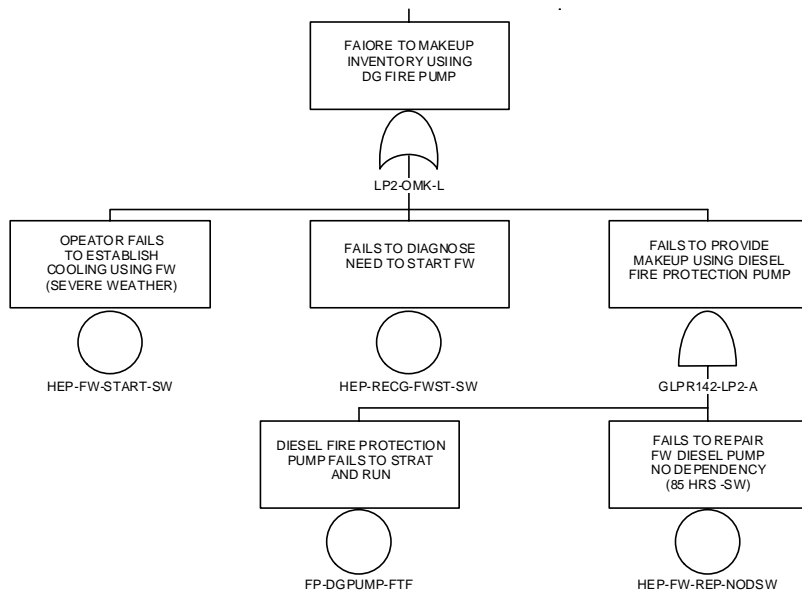 FAIORE TO MAKEUP
INVENTORY USIING
DG FIRE PUMP
LP2-OMK-L
OPEATOR FAILS
TO ESTABLISH
COOLING USING FW
(SEVERE WEATHER)
HEP-FW-START-SW
FAILS TO DIAGNOSE
NEED TO START FW
HEP-RECG-FWST-SW
FAILS TO PROVIDE
MAKEUP USING DIESEL
FIRE PROTECTION
PUMP
GLPR142-LP2-A
DIESEL FIRE PROTECTION
PUMP FAILS TO STRAT
AND RUN
FP-DGPUMP-FTF
FAILS TO REPAIR
FW DIESEL PUMP
NO DEPENDENCY
(85 HRS -SW)
HEP-FW-REP-NODSW